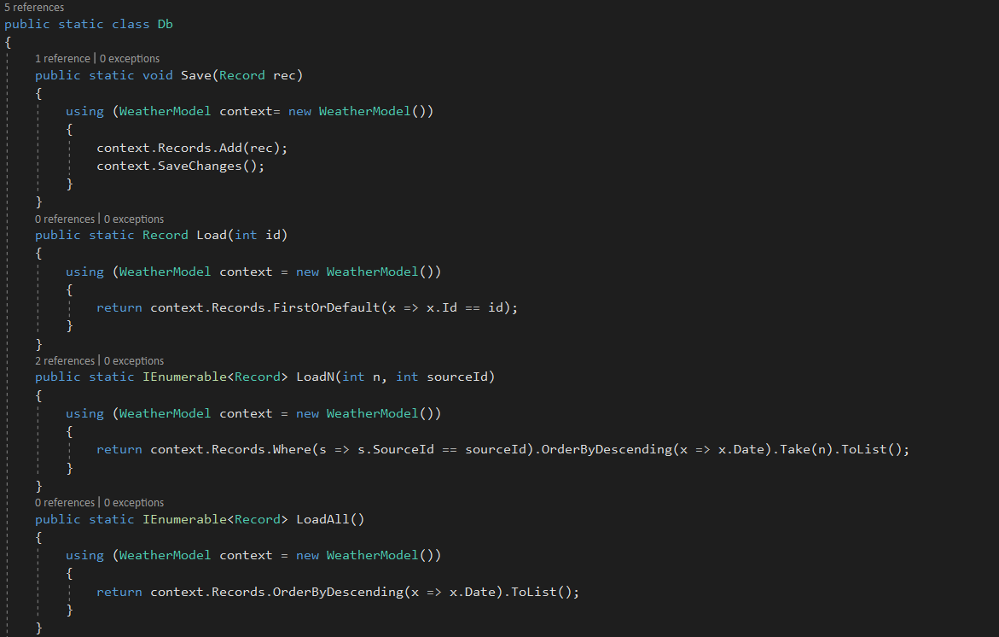 5 references
public static class Db
{
1 reference | 0 exceptions
public static void Save(Record rec)
{
using (WeatherModel context= new WeatherModel())
{
context.Records.Add(rec);
context.SaveChanges();
}
}
0 references | 0 exceptions
public static Record Load(int id)
{
using (WeatherModel context = new WeatherModel())
{
return context.Records.FirstOrDefault(x => x.Id == id);
}
}
2 references | 0 exceptions
public static IEnumerable<Record> LoadN(int n, int sourceId)
{
using (WeatherModel context = new WeatherModel())
{
return context.Records.Where(s => s.SourceId == sourceId).OrderByDescending(x => x.Date).Take(n).ToList();
}
}
0 references | 0 exceptions
public static IEnumerable<Record> LoadAll()
{
using (WeatherModel context = new WeatherModel())
{
return context.Records.OrderByDescending(x => x.Date).ToList();
}
}